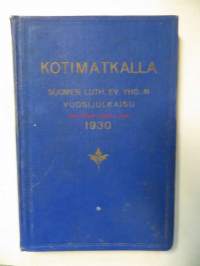 KOTIMATKALLA
SUOMEN LUTH. EV. YHD:N
VUOSIJULKAISU
1930